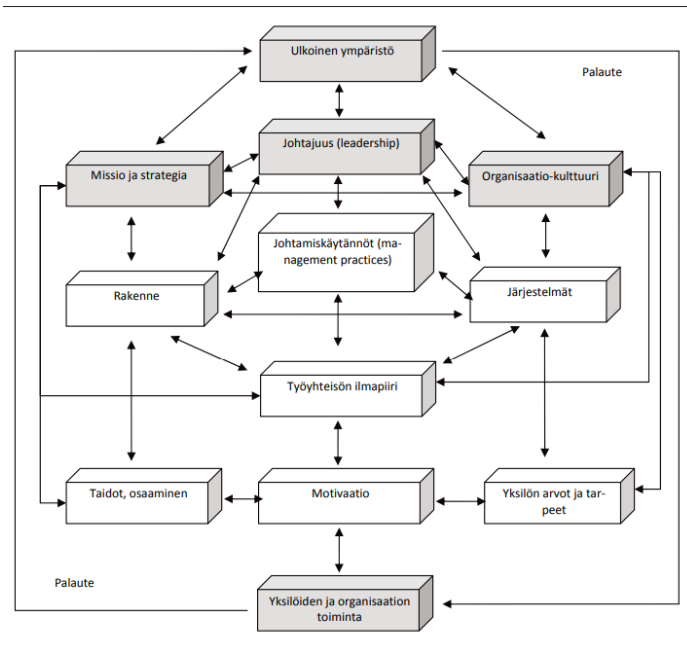 Ulkoinen ympäristö
Palaute
Johtajuus (leadership)
Missio ja strategia
Organisaatio-kulttuuri
Johtamiskäytännöt (ma-
nagement practices)
Rakenne
Järjestelmät
Työyhteisön ilmapiiri
Taidot, osaaminen
Motivaatio
Yksilön arvot ja tar-
peet
Palaute
Yksilöiden ja organisaation
toiminta